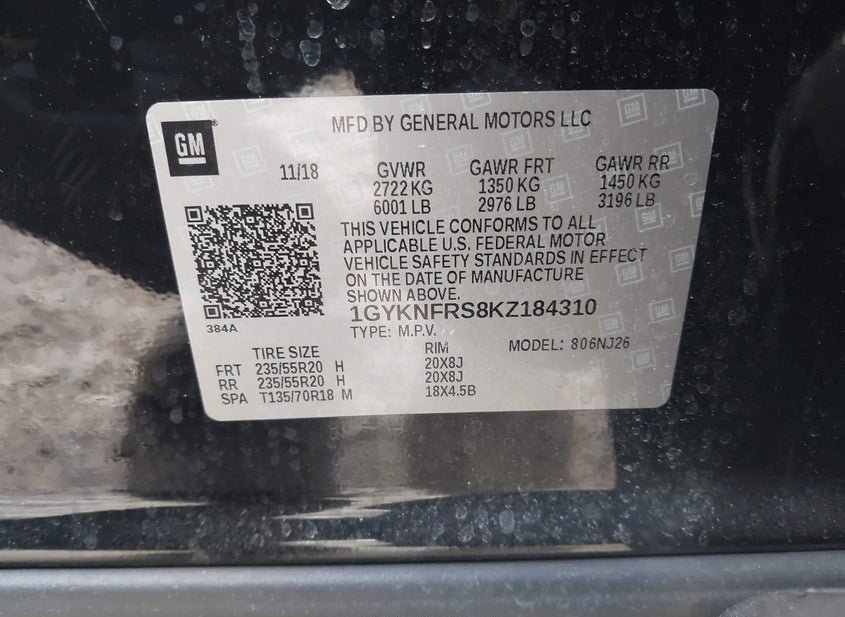 GM
MFD BY GENERAL MOTORS LLC
11/18 GVWR GAWR FRT GAWR RR
2722 KG 1350 KG 1450 KG
6001 LB 2976 LB 3196 LB
THIS VEHICLE CONFORMS TO ALL
APPLICABLE U.S. FEDERAL MOTOR
VEHICLE SAFETY STANDARDS IN EFFECT
ON THE DATE OF MANUFACTURE
SHOWN ABOVE.
384A
1GYKNFRS8KZ184310
TYPE: M.P.V. MODEL: 806NJ26
TIRE SIZE RIM
FRT 235/55R20 H 20X8J
RR 235/55R20 H 20X8J
SPA T135/70R18 M 18X4.5B